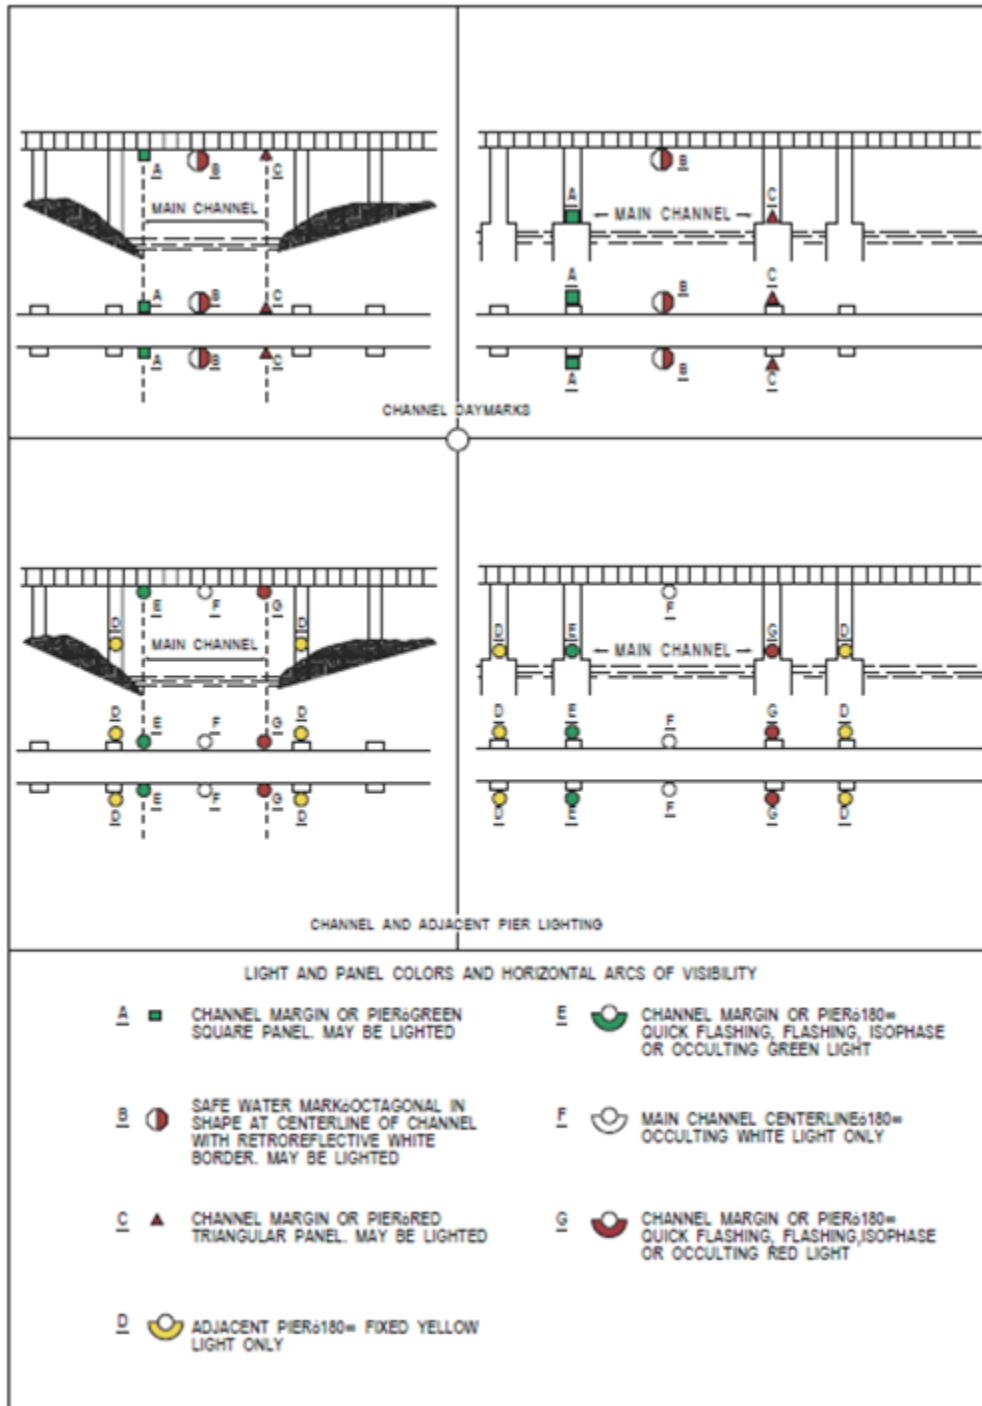 A B C
MAIN CHANNEL
A B C
A B C
B
A C
MAIN CHANNEL
A B C
A B C
CHANNEL DAYMARKS
E F G
D D
MAIN CHANNEL
D E F G D
D E F G D
F
D E G D
MAIN CHANNEL
D E F G D
D E F G D
CHANNEL AND ADJACENT PIER LIGHTING
LIGHT AND PANEL COLORS AND HORIZONTAL ARCS OF VISIBILITY
A CHANNEL MARGIN OR PIERóGREEN
SQUARE PANEL. MAY BE LIGHTED
B SAFE WATER MARKóOCTAGONAL IN
SHAPE AT CENTERLINE OF CHANNEL
WITH RETROREFLECTIVE WHITE
BORDER. MAY BE LIGHTED
C CHANNEL MARGIN OR PIERóRED
TRIANGULAR PANEL. MAY BE LIGHTED
D ADJACENT PIERó180∞ FIXED YELLOW
LIGHT ONLY
E CHANNEL MARGIN OR PIERó180∞
QUICK FLASHING, FLASHING, ISOPHASE
OR OCCULTING GREEN LIGHT
F MAIN CHANNEL CENTERLINEó180∞
OCCULTING WHITE LIGHT ONLY
G CHANNEL MARGIN OR PIERó180∞
QUICK FLASHING, FLASHING,ISOPHASE
OR OCCULTING RED LIGHT